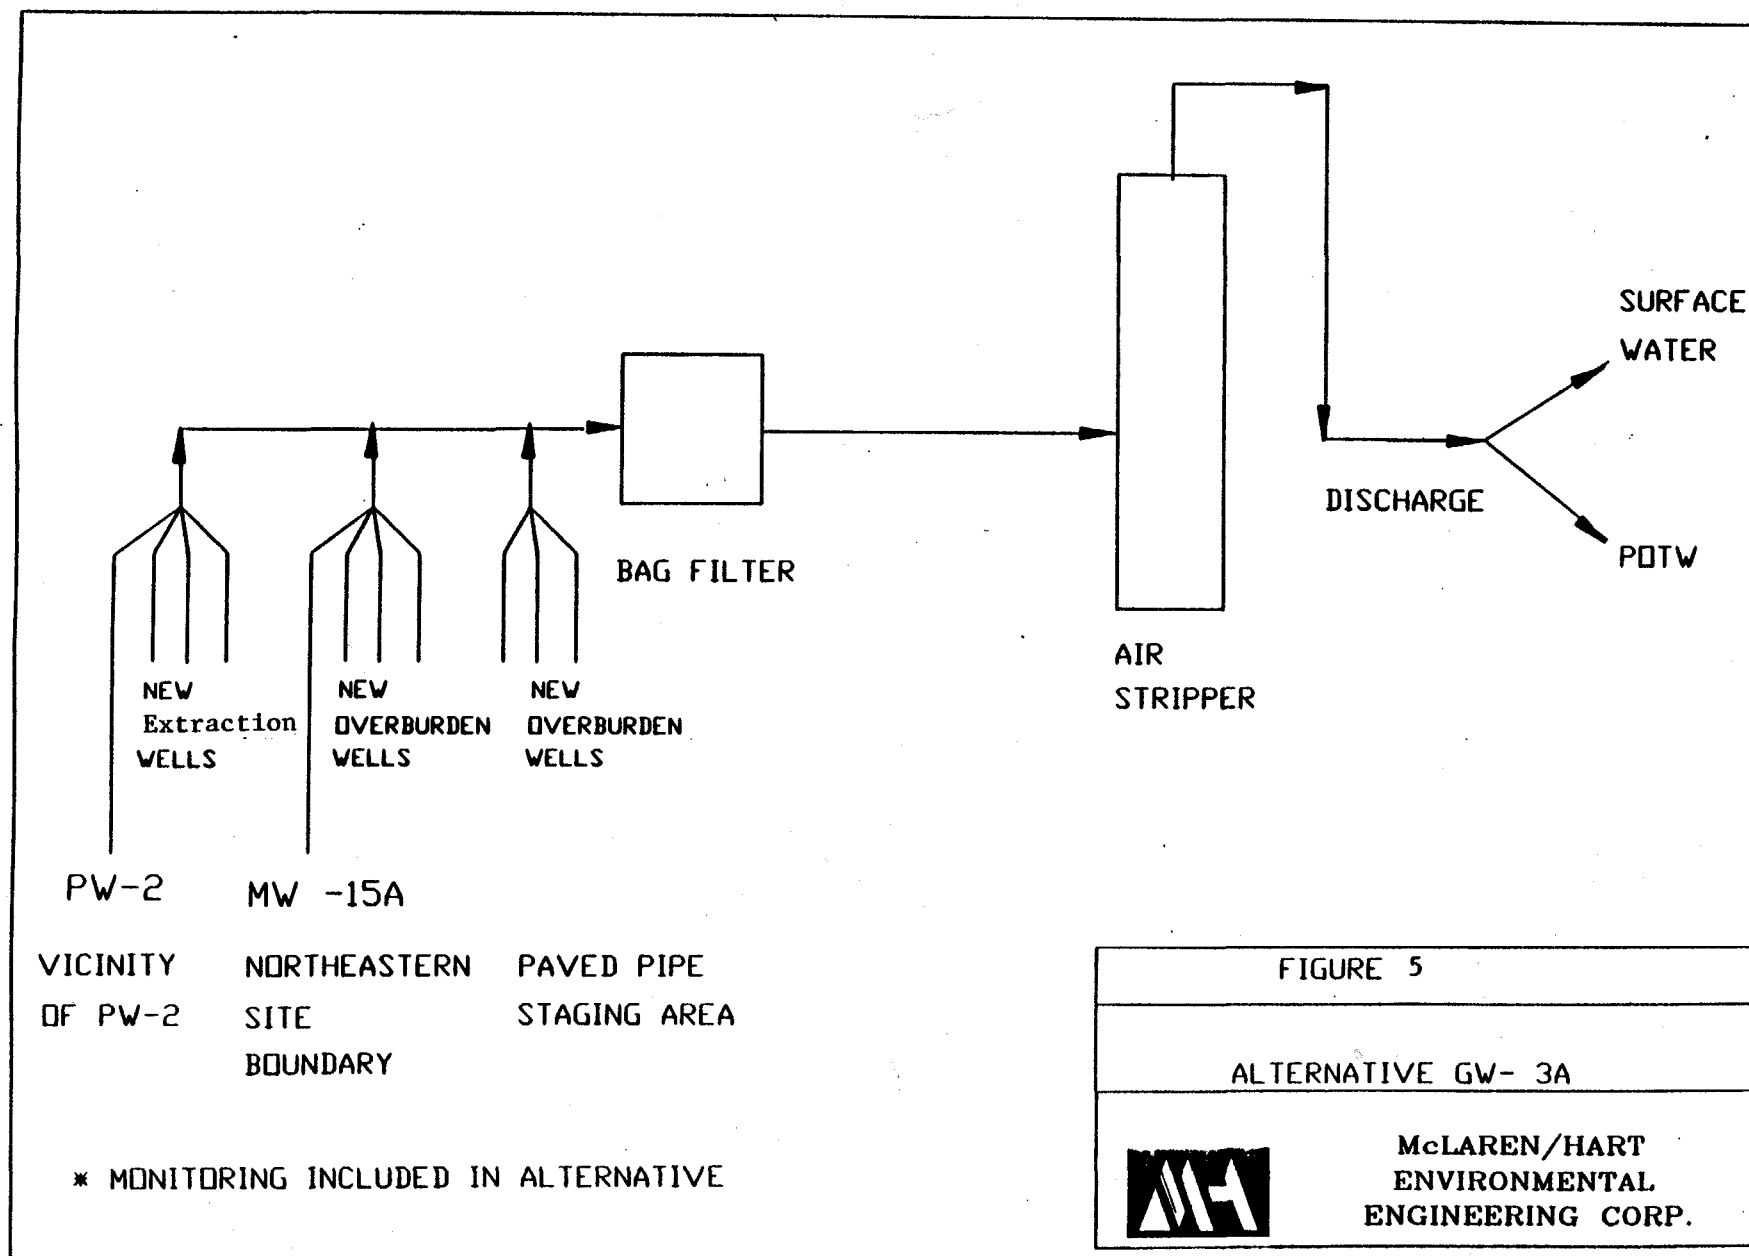 SURFACE
WATER
DISCHARGE
POTW
BAG FILTER
AIR
STRIPPER
NEW
Extraction
WELLS
NEW
OVERBURDEN
WELLS
NEW
OVERBURDEN
WELLS
PW-2
MW -15A
VICINITY
OF PW-2
NORTHEASTERN
SITE
BOUNDARY
PAVED PIPE
STAGING AREA
* MONITORING INCLUDED IN ALTERNATIVE
FIGURE 5
ALTERNATIVE GW- 3A
MH
McLAREN/HART
ENVIRONMENTAL
ENGINEERING CORP.